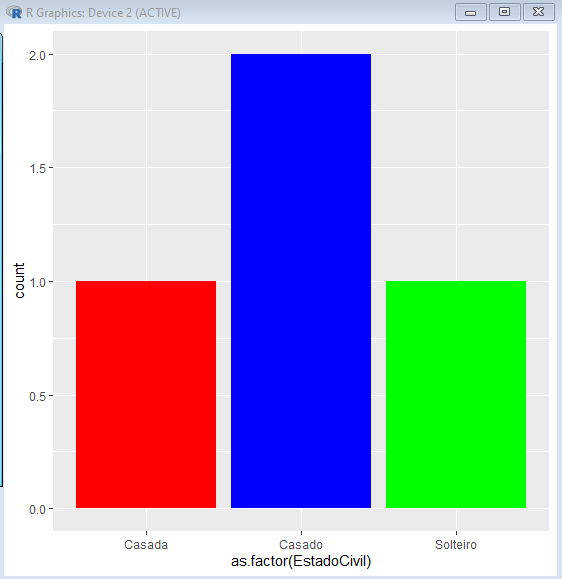 R Graphics: Device 2 (ACTIVE)
2.0
1.5
1.0
0.5
0.0
count
Casada Casado Solteiro
as.factor(EstadoCivil)